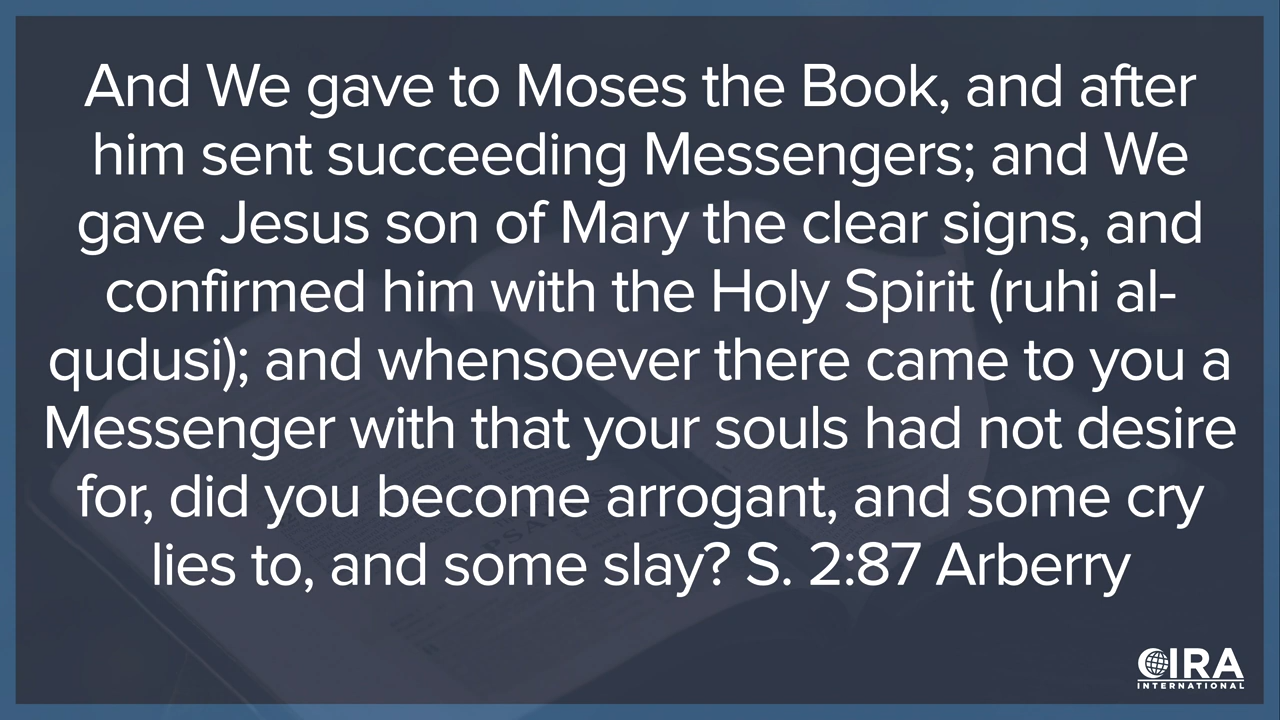 And We gave to Moses the Book, and after
him sent succeeding Messengers; and We
gave Jesus son of Mary the clear signs, and
confirmed him with the Holy Spirit (ruhi al-
qudusi); and whensoever there came to you a
Messenger with that your souls had not desire
for, did you become arrogant, and some cry
lies to, and some slay? S. 2:87 Arberry
CIRA
INTERNATIONAL